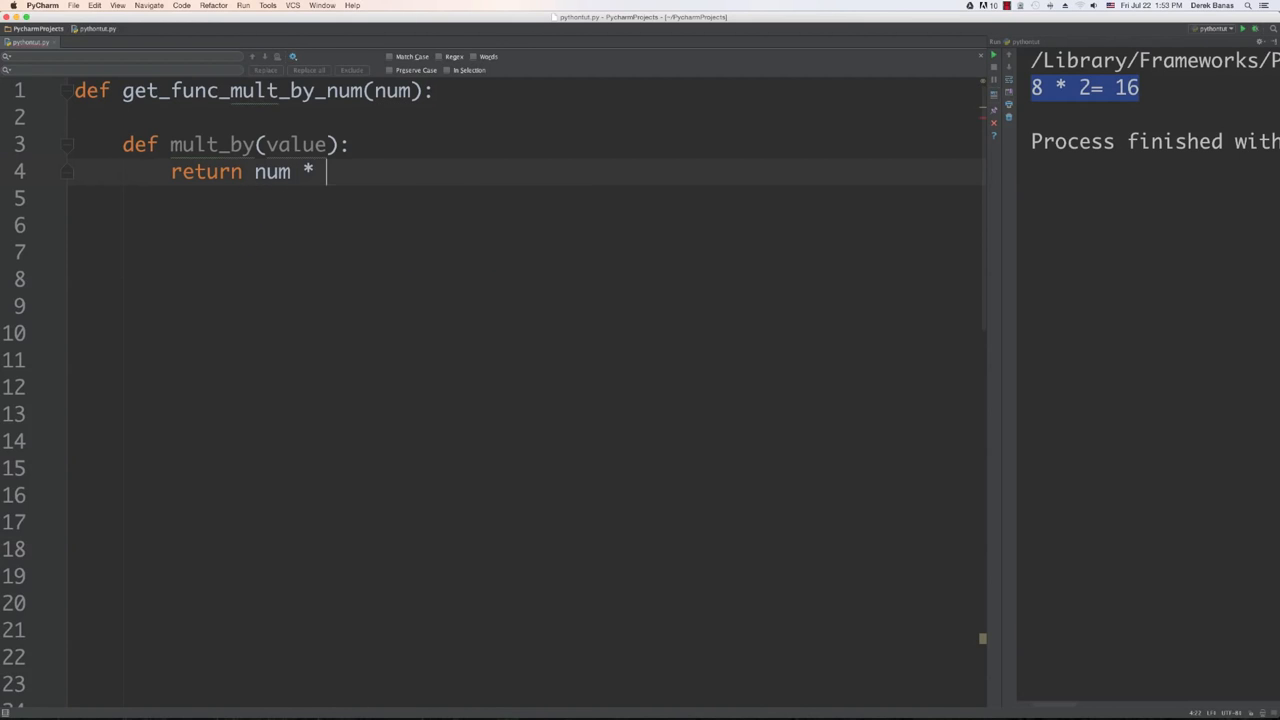 PyCharm File Edit View Navigate Code Refactor Run Tools VCS Window Help
10 Fri Jul 22 1:53 PM Derek Banas
pythontut.py - PycharmProjects - [~/PycharmProjects]
PycharmProjects pythontut.py
pythontut
pythontut.py
Run pythontut
Match Case Regex Words
Replace Replace all Exclude Preserve Case In Selection
1 def get_func_mult_by_num(num):
2
3 def mult_by(value):
4 return num *
5
6
7
8
9
10
11
12
13
14
15
16
17
18
19
20
21
22
23
/Library/Frameworks/P
8 * 2= 16
Process finished with
4:22 UTF-8